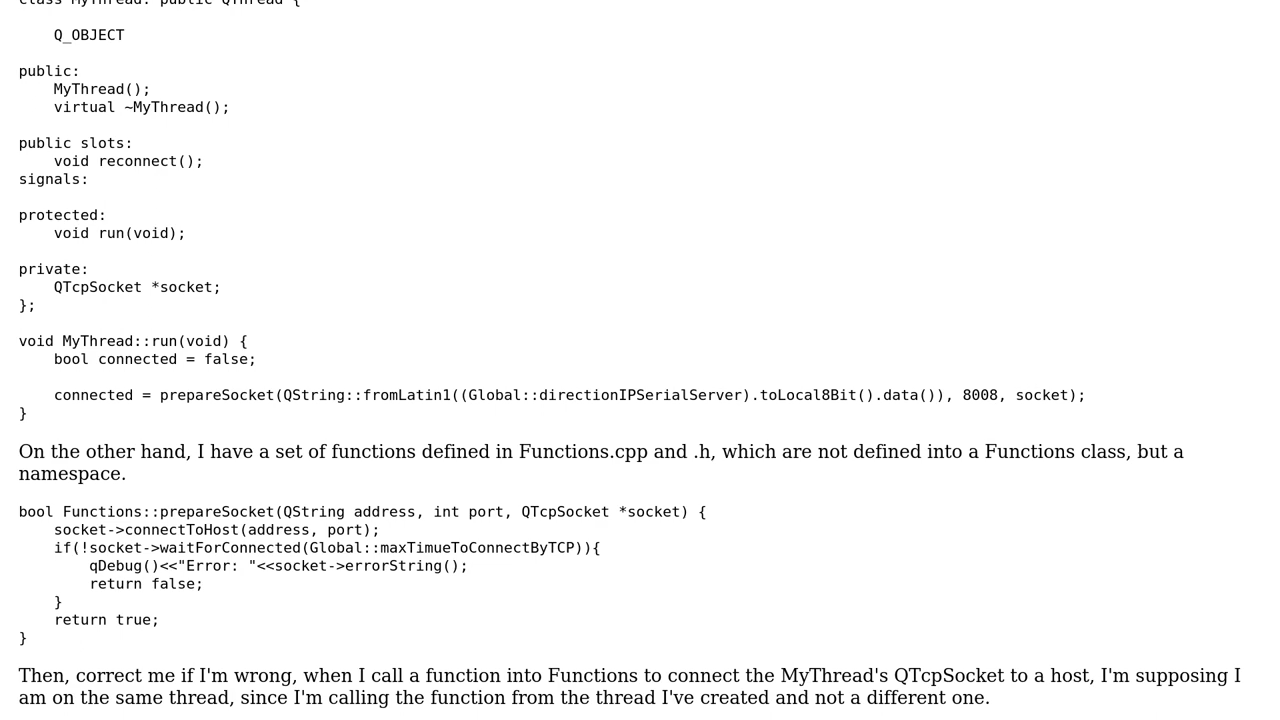 class MyThread: public QThread {
Q_OBJECT
public:
MyThread();
virtual ~MyThread();
public slots:
void reconnect();
signals:
protected:
void run(void);
private:
QTcpSocket *socket;
};
void MyThread::run(void) {
bool connected = false;
connected = prepareSocket(QString::fromLatin1((Global::directionIPSerialServer).toLocal8Bit().data()), 8008, socket);
}
On the other hand, I have a set of functions defined in Functions.cpp and .h, which are not defined into a Functions class, but a
namespace.
bool Functions::prepareSocket(QString address, int port, QTcpSocket *socket) {
socket->connectToHost(address, port);
if(!socket->waitForConnected(Global::maxTimueToConnectByTCP)){
qDebug()<<"Error: "<<socket->errorString();
return false;
}
return true;
}
Then, correct me if I'm wrong, when I call a function into Functions to connect the MyThread's QTcpSocket to a host, I'm supposing I
am on the same thread, since I'm calling the function from the thread I've created and not a different one.